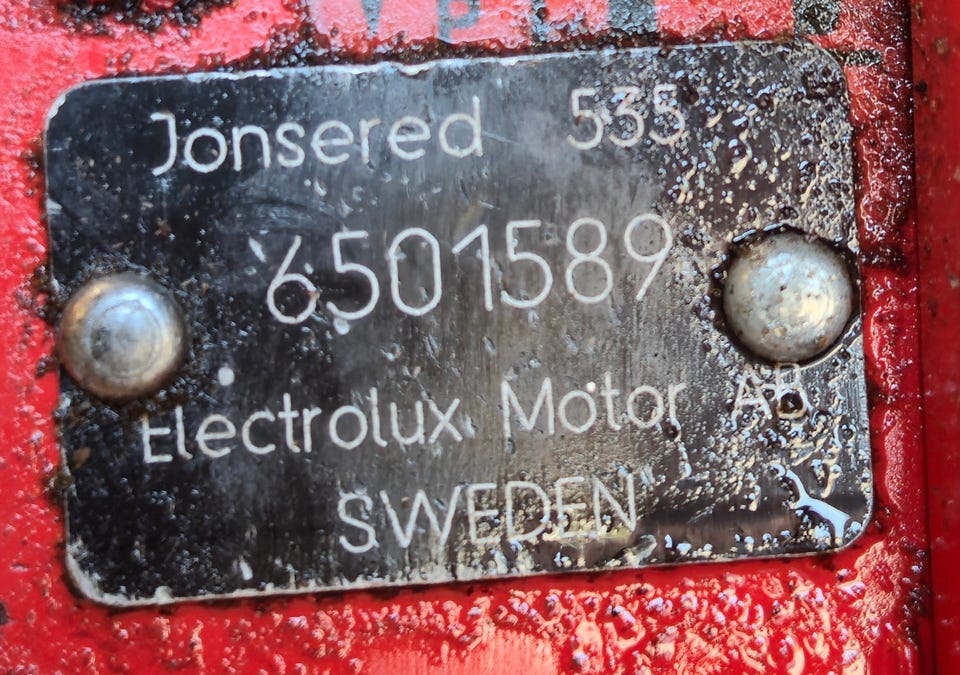 Jonsered 535
6501589
Electrolux Motor AB
SWEDEN